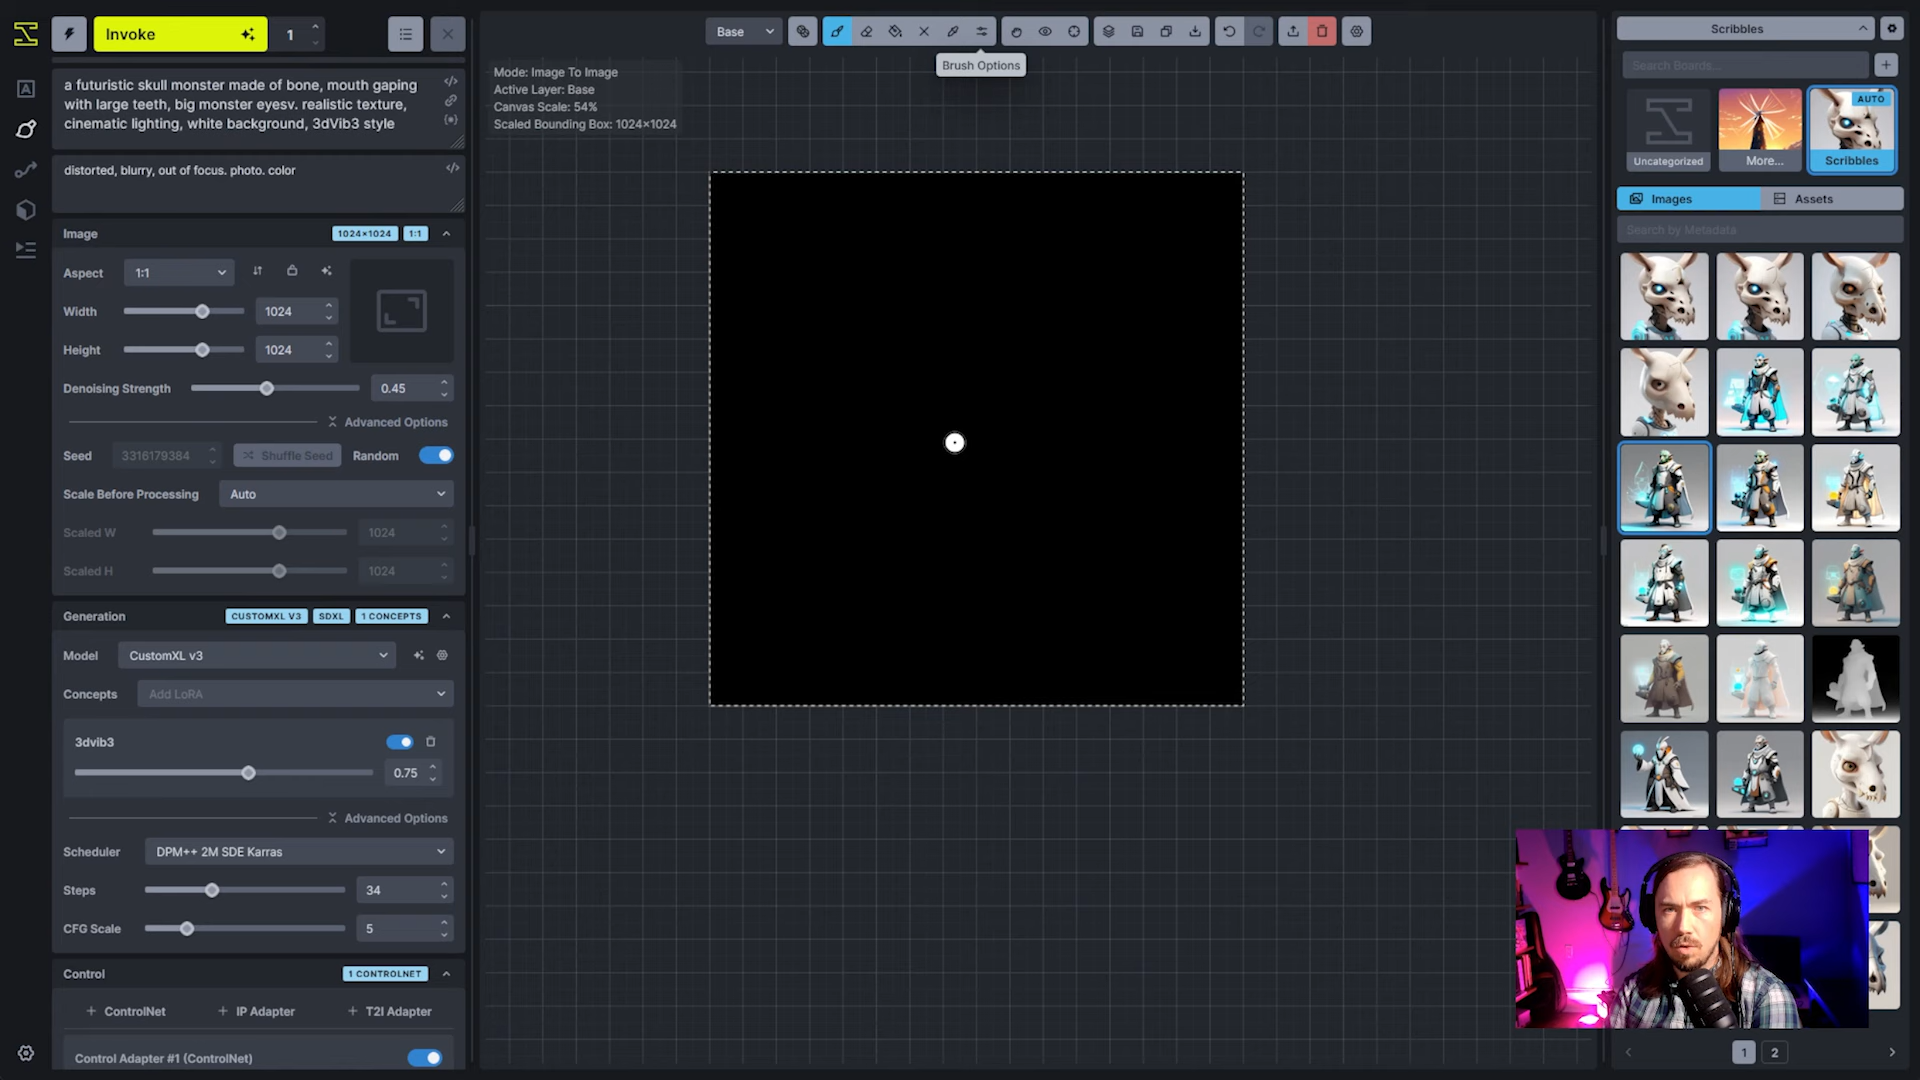 Invoke
1
a futuristic skull monster made of bone, mouth gaping
with large teeth, big monster eyesv. realistic texture,
cinematic lighting, white background, 3dVib3 style
distorted, blurry, out of focus. photo. color
Image
1024×1024
1:1
Aspect
1:1
Width
1024
Height
1024
Denoising Strength
0.45
Advanced Options
Seed
3316179384
Shuffle Seed
Random
Scale Before Processing
Auto
Scaled W
1024
Scaled H
1024
Generation
CUSTOMXL V3
SDXL
1 CONCEPTS
Model
CustomXL v3
Concepts
Add LoRA
3dvib3
0.75
Advanced Options
Scheduler
DPM++ 2M SDE Karras
Steps
34
CFG Scale
5
Control
1 CONTROLNET
+ ControlNet
+ IP Adapter
+ T2I Adapter
Control Adapter #1 (ControlNet)
Base
Brush Options
Mode: Image To Image
Active Layer: Base
Canvas Scale: 54%
Scaled Bounding Box: 1024×1024
Scribbles
Search Boards...
Uncategorized
More...
AUTO
Scribbles
Images
Assets
Search by Metadata
1
2